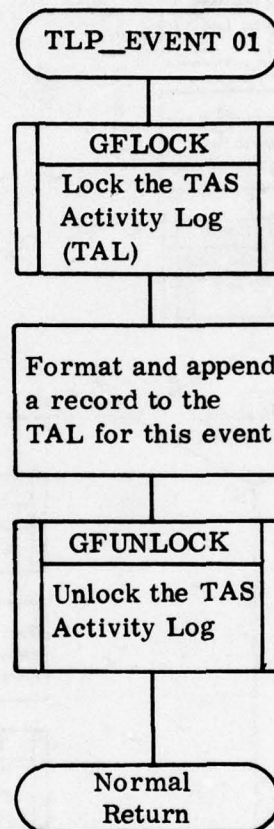 TLP_EVENT 01
GFLOCK
Lock the TAS
Activity Log
(TAL)
Format and append
a record to the
TAL for this event
GFUNLOCK
Unlock the TAS
Activity Log
Normal
Return